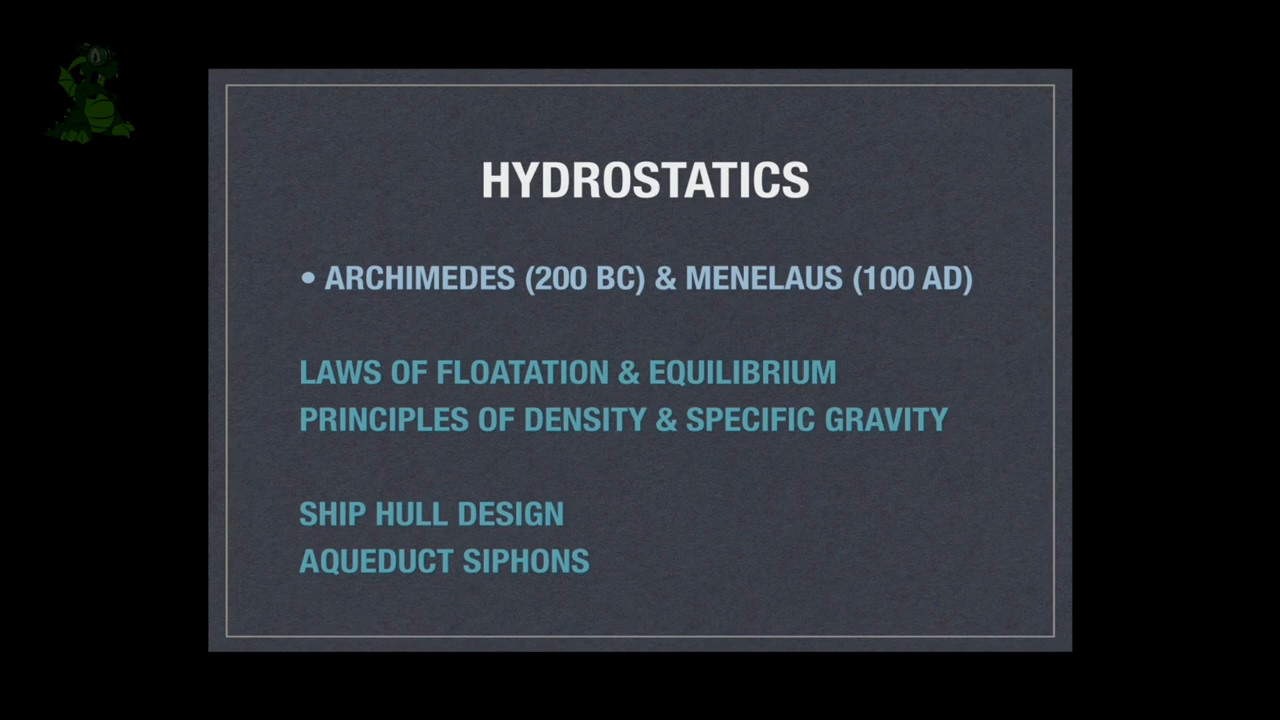 HYDROSTATICS
• ARCHIMEDES (200 BC) & MENELAUS (100 AD)
LAWS OF FLOATATION & EQUILIBRIUM
PRINCIPLES OF DENSITY & SPECIFIC GRAVITY
SHIP HULL DESIGN
AQUEDUCT SIPHONS